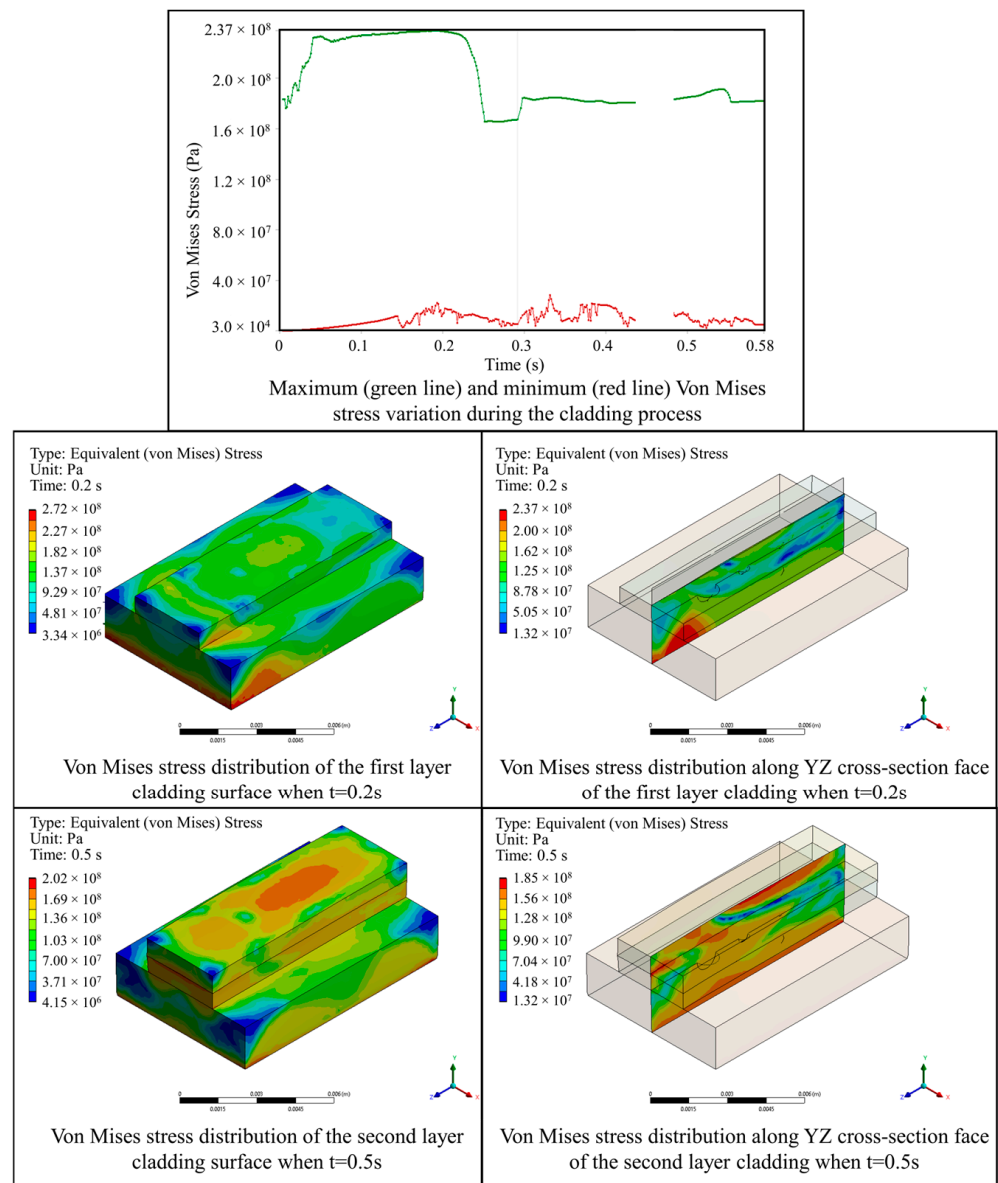 2.37 × 10⁸
2.0 × 10⁸
1.6 × 10⁸
1.2 × 10⁸
8.0 × 10⁷
4.0 × 10⁷
3.0 × 10⁴
Von Mises Stress (Pa)
0 0.1 0.2 0.3 0.4 0.5 0.58
Time (s)
Maximum (green line) and minimum (red line) Von Mises
stress variation during the cladding process
Type: Equivalent (von Mises) Stress
Unit: Pa
Time: 0.2 s
2.72 × 10⁸
2.27 × 10⁸
1.82 × 10⁸
1.37 × 10⁸
9.29 × 10⁷
4.81 × 10⁷
3.34 × 10⁶
Y
Z
X
0 0.003 0.006 (m)
0.0015 0.0045
Von Mises stress distribution of the first layer
cladding surface when t=0.2s
Type: Equivalent (von Mises) Stress
Unit: Pa
Time: 0.2 s
2.37 × 10⁸
2.00 × 10⁸
1.62 × 10⁸
1.25 × 10⁸
8.78 × 10⁷
5.05 × 10⁷
1.32 × 10⁷
Y
Z
X
0 0.003 0.006 (m)
0.0015 0.0045
Von Mises stress distribution along YZ cross-section face
of the first layer cladding when t=0.2s
Type: Equivalent (von Mises) Stress
Unit: Pa
Time: 0.5 s
2.02 × 10⁸
1.69 × 10⁸
1.36 × 10⁸
1.03 × 10⁸
7.00 × 10⁷
3.71 × 10⁷
4.15 × 10⁶
Y
Z
X
0 0.003 0.006 (m)
0.0015 0.0045
Von Mises stress distribution of the second layer
cladding surface when t=0.5s
Type: Equivalent (von Mises) Stress
Unit: Pa
Time: 0.5 s
1.85 × 10⁸
1.56 × 10⁸
1.28 × 10⁸
9.90 × 10⁷
7.04 × 10⁷
4.18 × 10⁷
1.32 × 10⁷
Y
Z
X
0 0.003 0.006 (m)
0.0015 0.0045
Von Mises stress distribution along YZ cross-section face
of the second layer cladding when t=0.5s